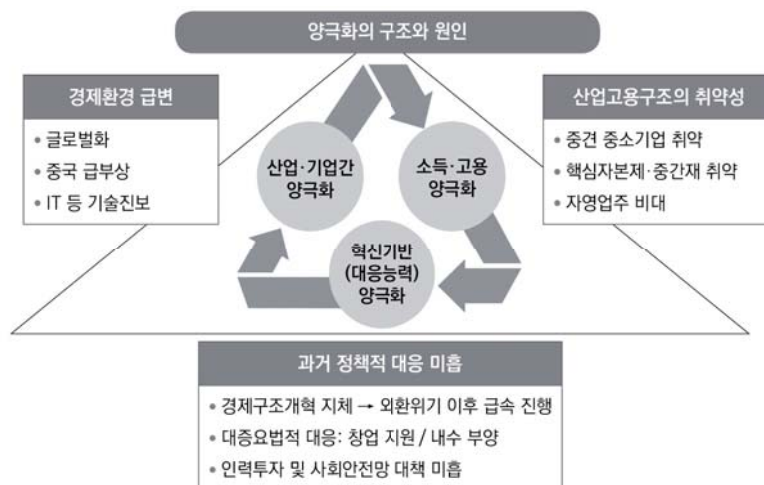 양극화의 구조와 원인
경제환경 급변
• 글로벌화
• 중국 급부상
• IT 등 기술진보
산업고용구조의 취약성
• 중견 중소기업 취약
• 핵심자본제·중간재 취약
• 자영업주 비대
산업·기업간
양극화
소득·고용
양극화
혁신기반
(대응능력)
양극화
과거 정책적 대응 미흡
• 경제구조개혁 지체 → 외환위기 이후 급속 진행
• 대증요법적 대응: 창업 지원 / 내수 부양
• 인력투자 및 사회안전망 대책 미흡